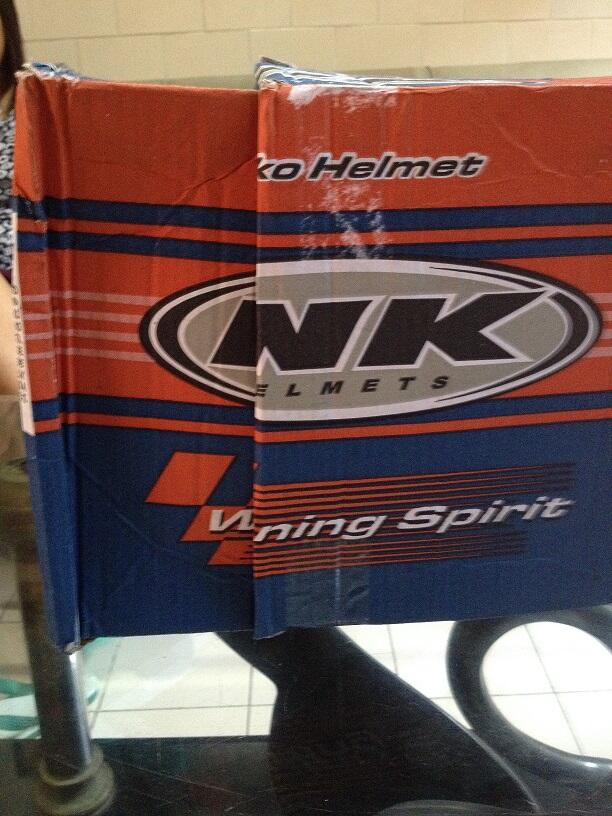 ko Helmet
NK
ELMETS
W ning Spirit